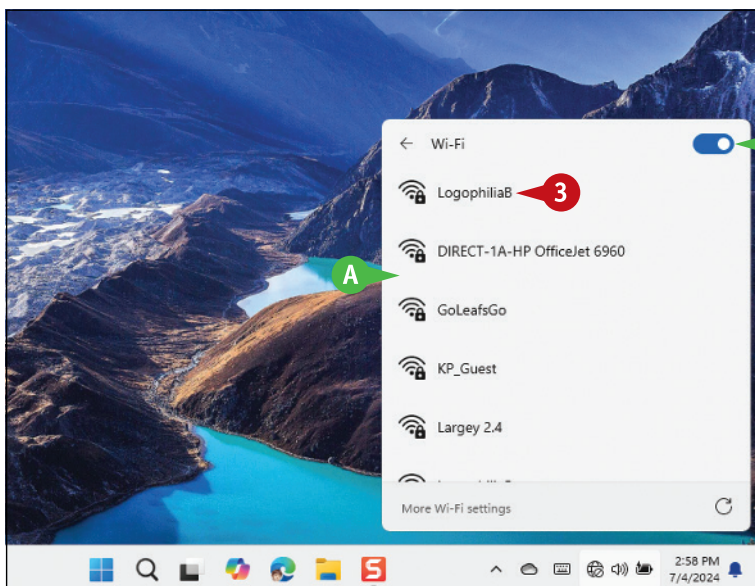 Wi-Fi
LogophiliaB
3
DIRECT-1A-HP OfficeJet 6960
A
GoLeafsGo
KP_Guest
Largey 2.4
More Wi-Fi settings
2:58 PM
7/4/2024